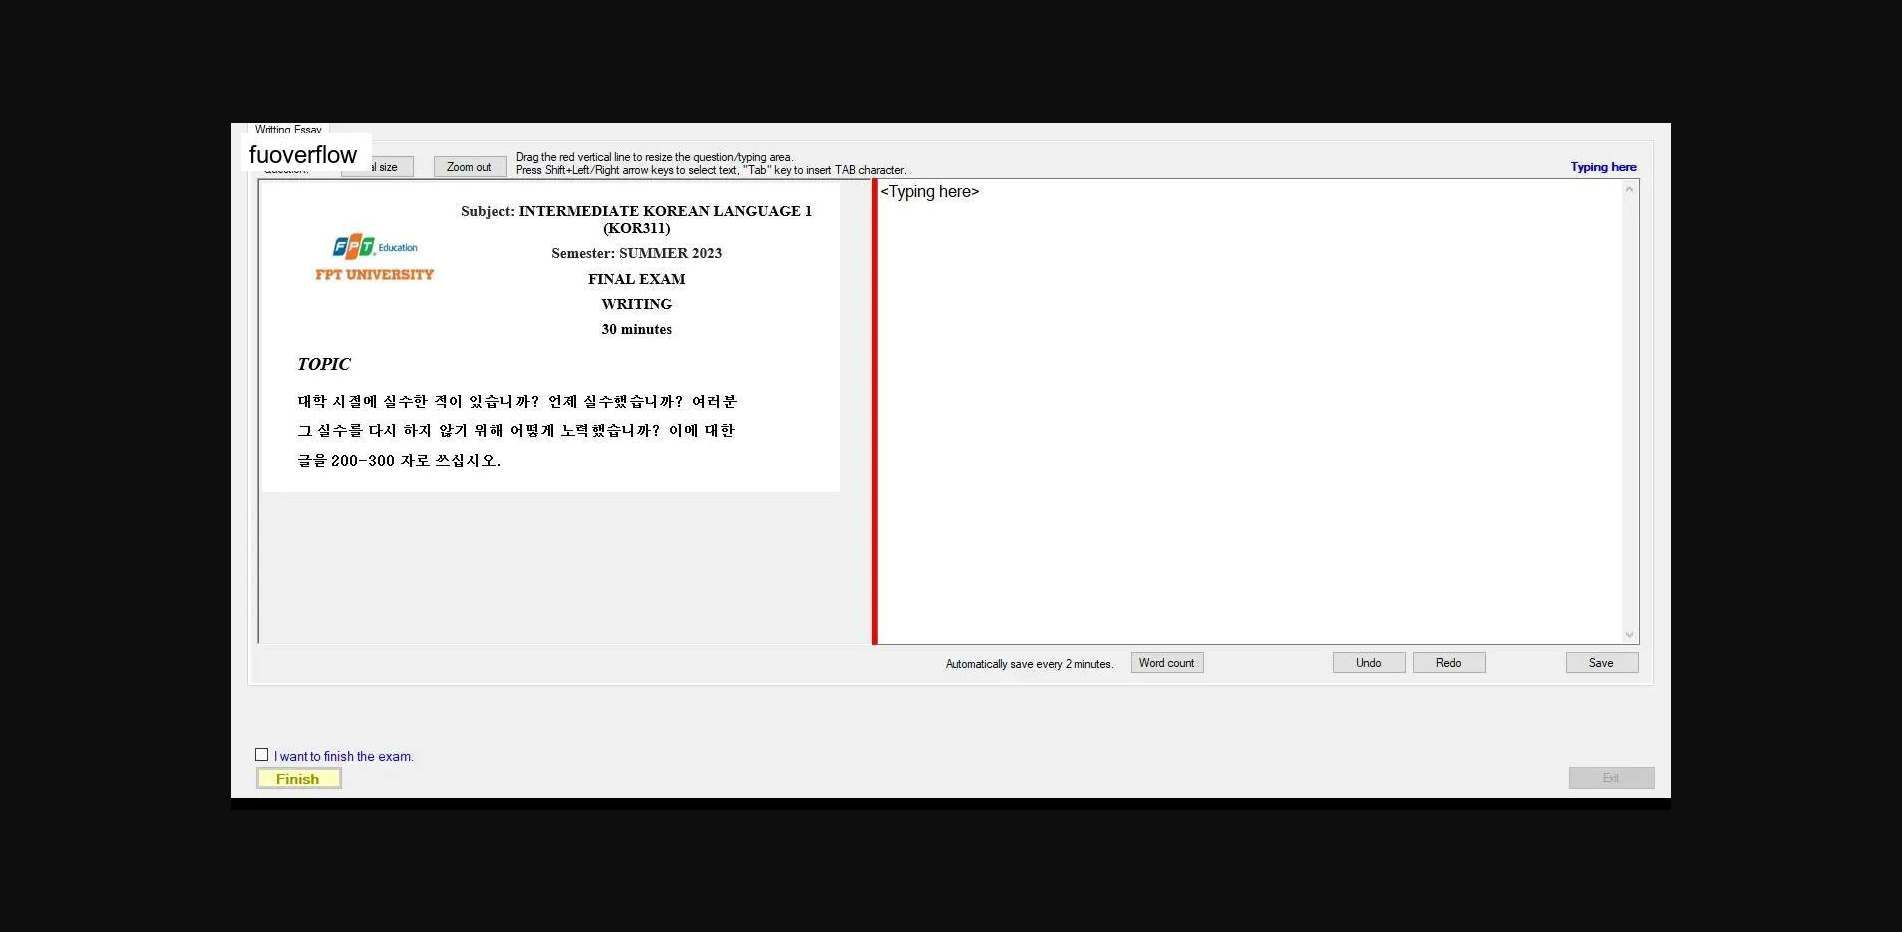 Writting Essay
fuoverflow
al size
Zoom out
Drag the red vertical line to resize the question/typing area.
Press Shift+Left/Right arrow keys to select text, "Tab" key to insert TAB character.
Typing here
Subject: INTERMEDIATE KOREAN LANGUAGE 1
(KOR311)
FPT Education
FPT UNIVERSITY
Semester: SUMMER 2023
FINAL EXAM
WRITING
30 minutes
TOPIC
대학 시절에 실수한 적이 있습니까? 언제 실수했습니까? 여러분
그 실수를 다시 하지 않기 위해 어떻게 노력했습니까? 이에 대한
글을 200-300 자로 쓰십시오.
<Typing here>
Automatically save every 2 minutes.
Word count
Undo
Redo
Save
I want to finish the exam.
Finish
Exit